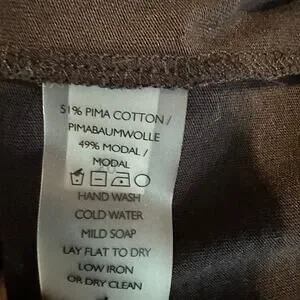 51% PIMA COTTON /
PIMABAUMWOLLE
49% MODAL /
MODAL
HAND WASH
COLD WATER
MILD SOAP
LAY FLAT TO DRY
LOW IRON
OR DRY CLEAN